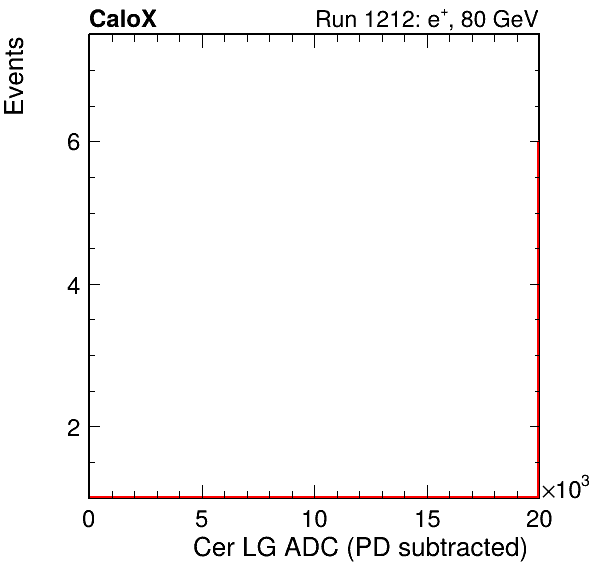 CaloX Run 1212: e⁺, 80 GeV
Events
6
4
2
0 5 10 15 20
×10³
Cer LG ADC (PD subtracted)